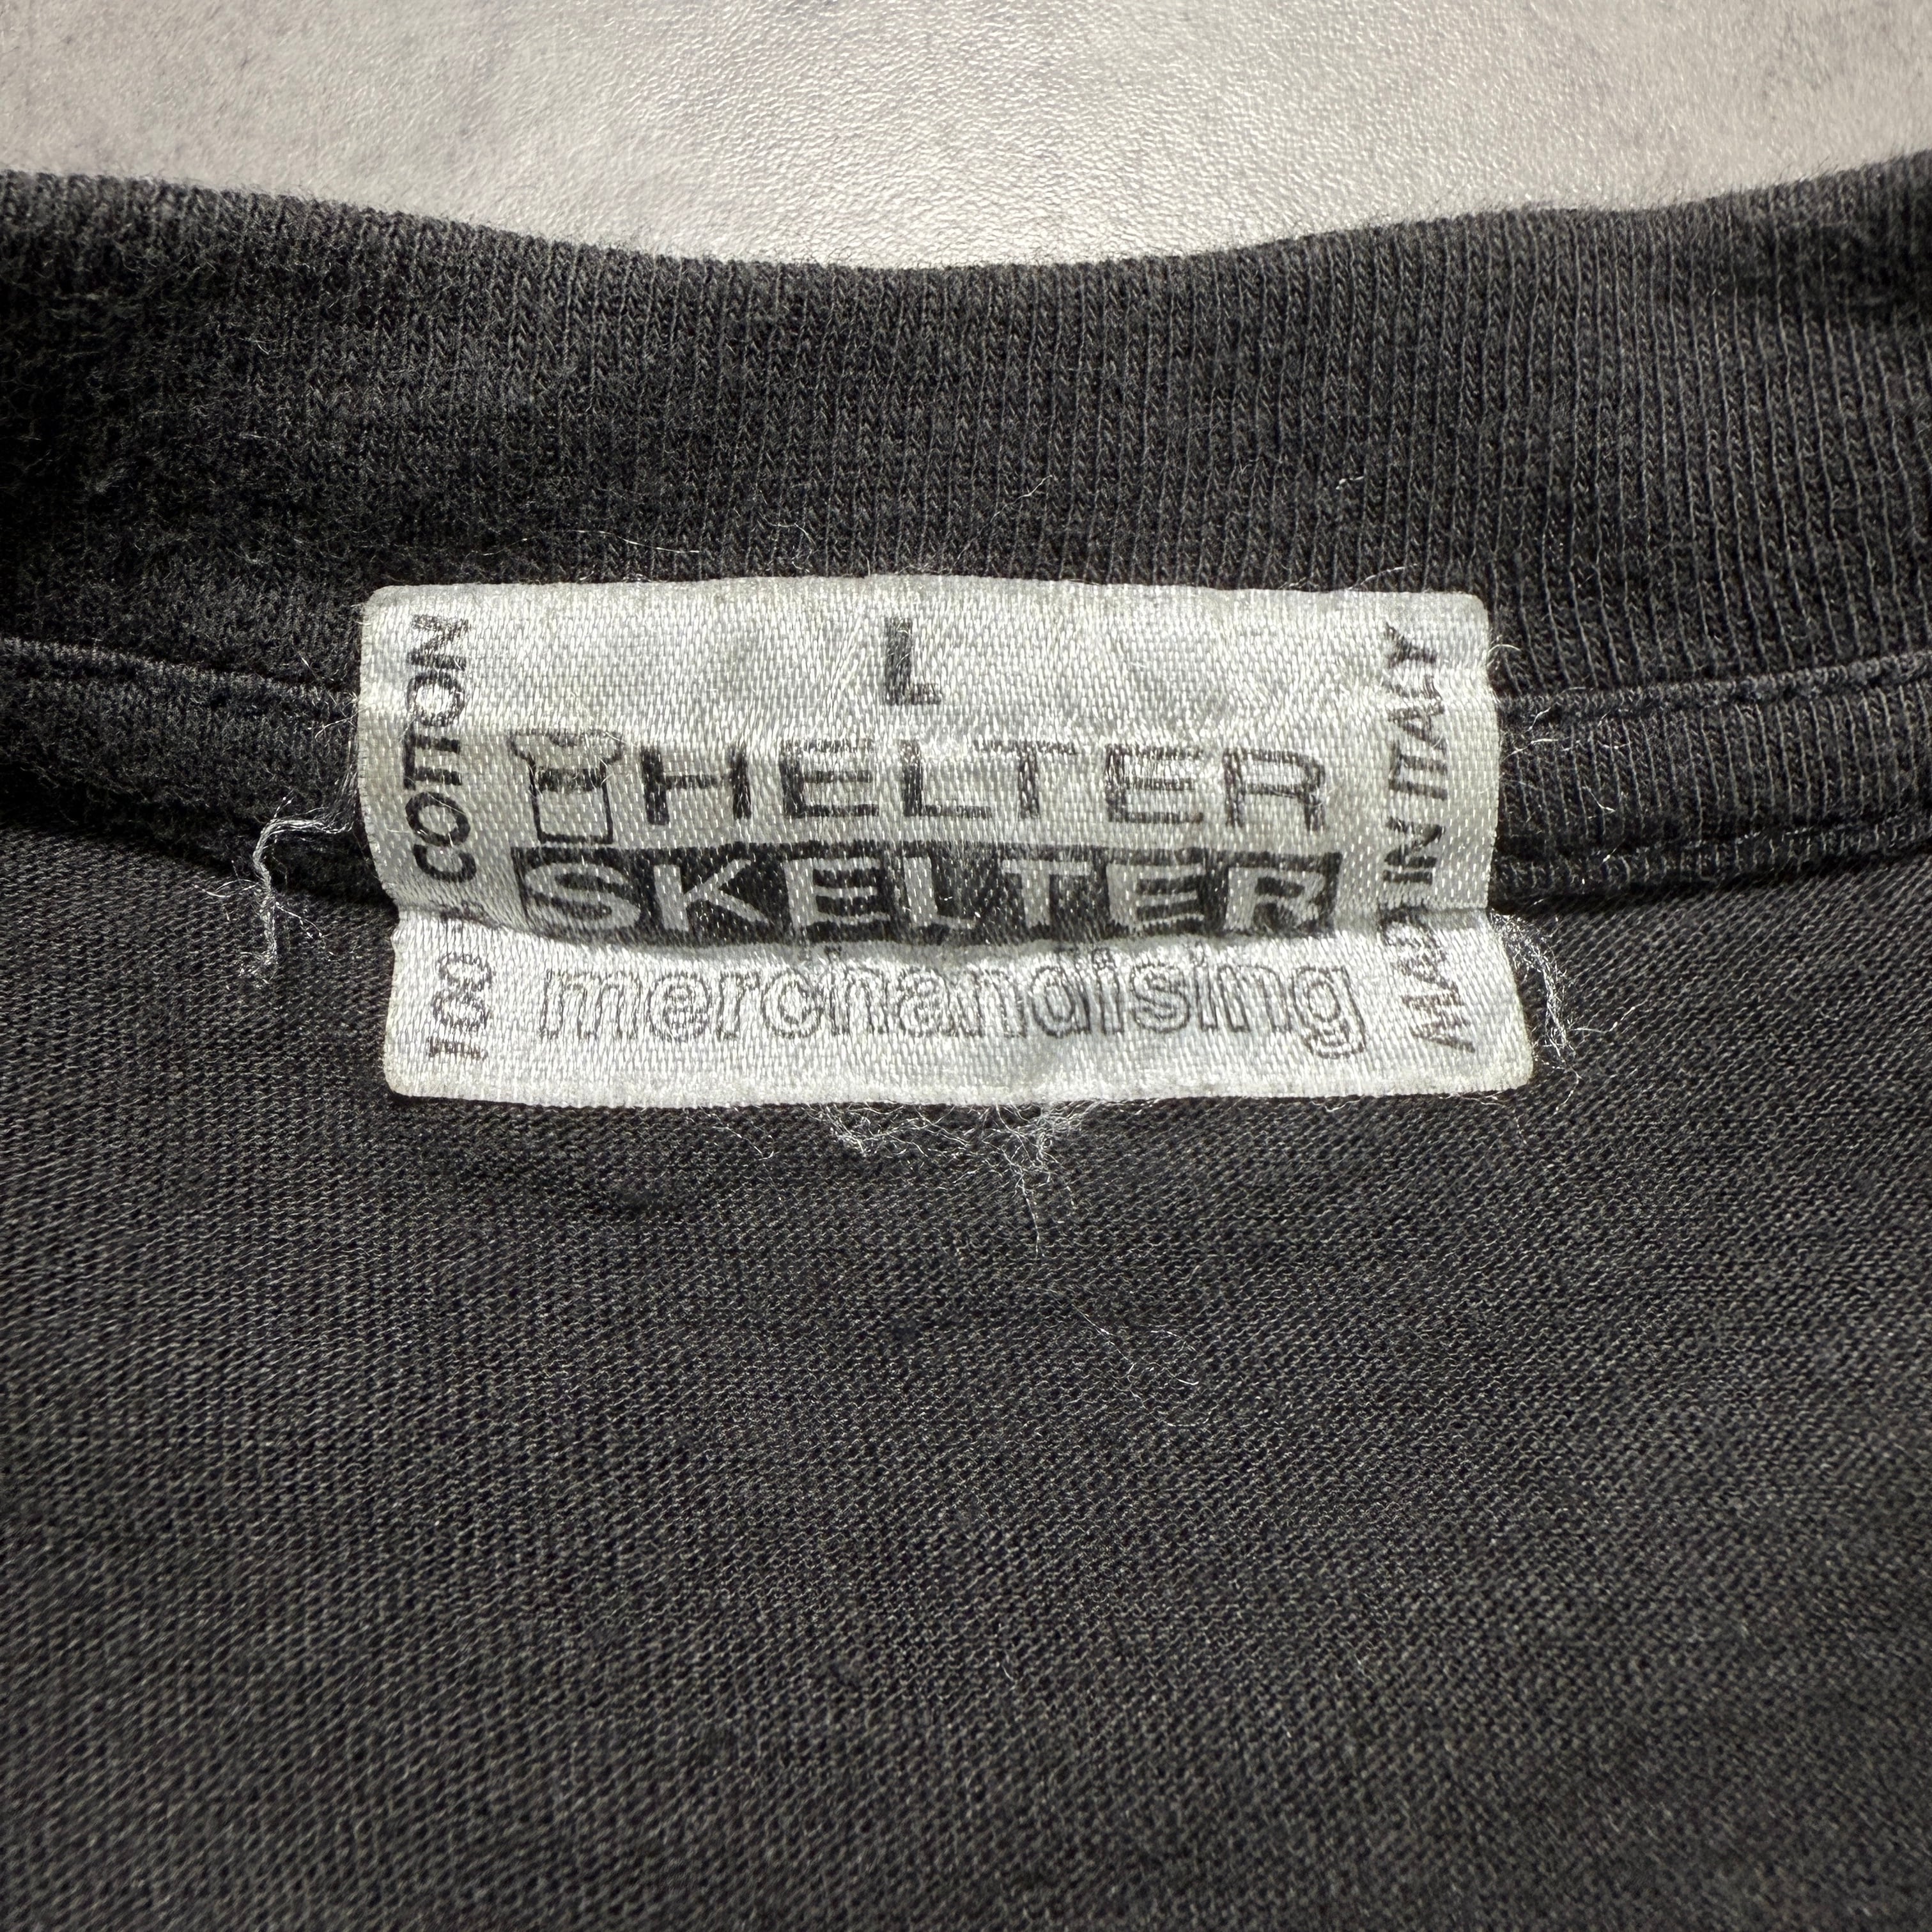 L
HELTER
SKELTER
merchandising
100% COTTON
MADE IN ITALY